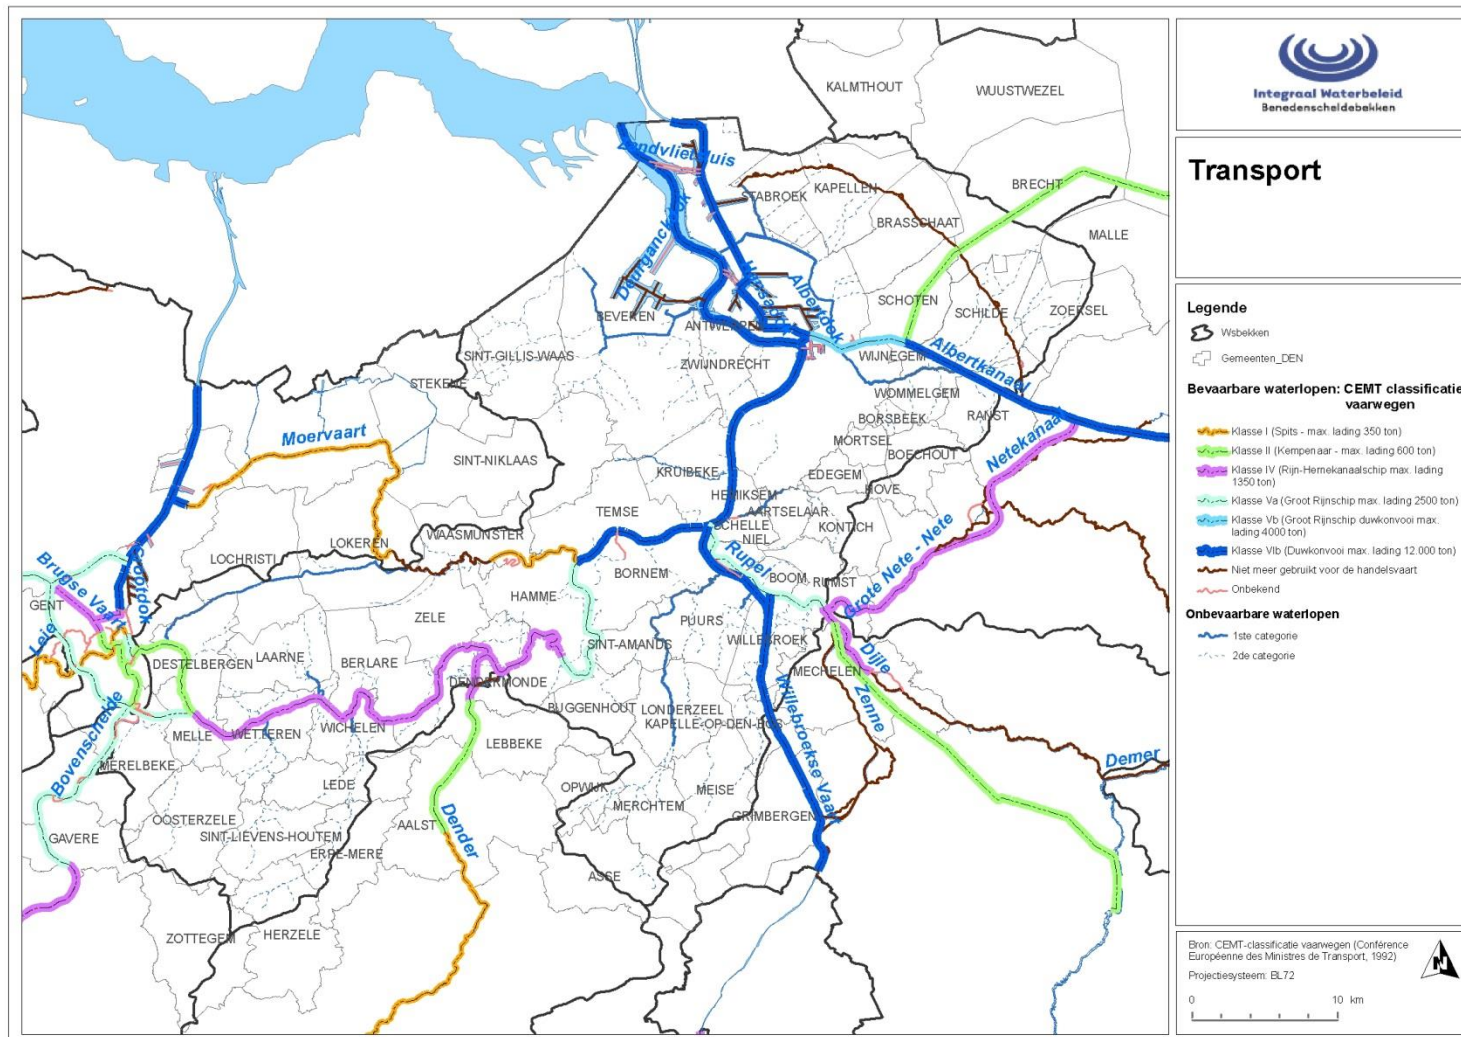 KALMTHOUT
WUUSTWEZEL
Zandvlietsluis
STABROEK
KAPELLEN
BRECHT
BRASSCHAAT
MALLE
Deurganckdok
BEVEREN
Albertdok
ANTWERPEN
SCHOTEN
SCHILDE
ZOERSEL
SINT-GILLIS-WAAS
ZWIJNDRECHT
WIJNEGEM
Albertkanaal
STEKENE
WOMMELGEM
BORSBEEK
RANST
MORTSEL
BOECHOUT
Netekanaal
Moervaart
SINT-NIKLAAS
KRUIBEKE
EDEGEM
HOVE
HEMIKSEM
AARTSELAAR
TEMSE
SCHELLE
KONTICH
NIEL
LOCHRISTI
LOKEREN
WAASMUNSTER
Rupel
BOOM
RUMST
Grote Nete - Nete
BORNEM
Brugse Vaart
Grootdok
GENT
HAMME
ZELE
PUURS
WILLEBROEK
SINT-AMANDS
Leie
DESTELBERGEN
LAARNE
BERLARE
MECHELEN
Dijle
Zenne
DENDERMONDE
BUGGENHOUT
LONDERZEEL
KAPELLE-OP-DEN-BOS
Willebroekse Vaart
Bovenschelde
MELLE
WETTEREN
WICHELEN
LEBBEKE
Demer
MERELBEKE
LEDE
OPWIJK
MEISE
MERCHTEM
GRIMBERGEN
OOSTERZELE
SINT-LIEVENS-HOUTEM
AALST
Dender
GAVERE
ERPE-MERE
ASSE
ZOTTEGEM
HERZELE
Integraal Waterbeleid
Benedenscheldebekken
Transport
Legende
Wsbekken
Gemeenten_DEN
Bevaarbare waterlopen: CEMT classificatie
vaarwegen
Klasse I (Spits - max. lading 350 ton)
Klasse II (Kempenaar - max. lading 600 ton)
Klasse IV (Rijn-Hernekanaalschip max. lading
1350 ton)
Klasse Va (Groot Rijnschip max. lading 2500 ton)
Klasse Vb (Groot Rijnschip duwkonvooi max.
lading 4000 ton)
Klasse VIb (Duwkonvooi max. lading 12.000 ton)
Niet meer gebruikt voor de handelsvaart
Onbekend
Onbevaarbare waterlopen
1ste categorie
2de categorie
Bron: CEMT-classificatie vaarwegen (Conférence
Européenne des Ministres de Transport, 1992)
Projectiesysteem: BL72
N
0 10 km